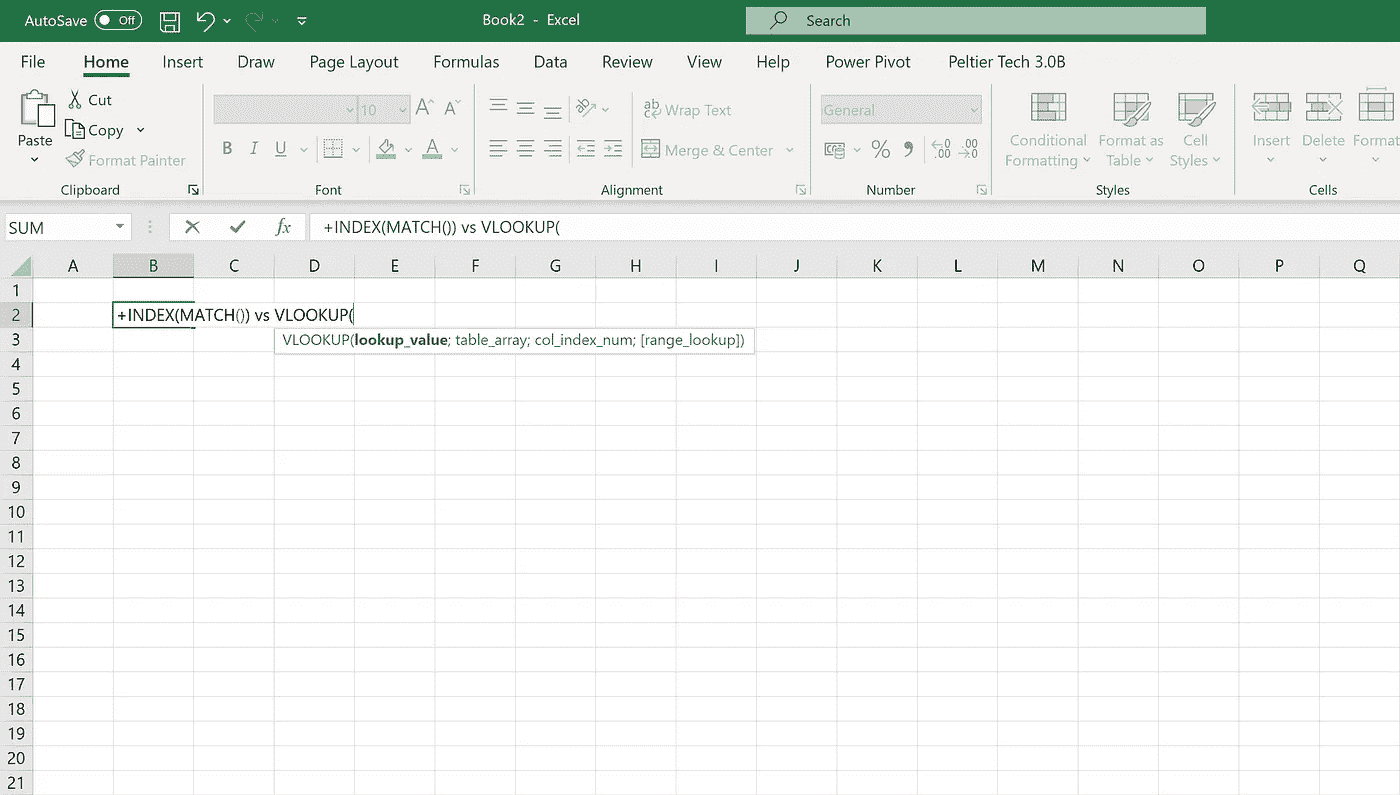 AutoSave Off Book2 - Excel Search
File Home Insert Draw Page Layout Formulas Data Review View Help Power Pivot Peltier Tech 3.0B
Paste
Cut
Copy
Format Painter
Clipboard
10 A^ Aˇ
B I U A
Font
ab Wrap Text
Merge & Center
Alignment
General
% 9 .00 .00
Number
Conditional Formatting
Format as Table
Cell Styles
Styles
Insert Delete Format
Cells
SUM fx +INDEX(MATCH()) vs VLOOKUP(
A B C D E F G H I J K L M N O P Q
1
2 +INDEX(MATCH()) vs VLOOKUP(
3 VLOOKUP(lookup_value; table_array; col_index_num; [range_lookup])
4
5
6
7
8
9
10
11
12
13
14
15
16
17
18
19
20
21